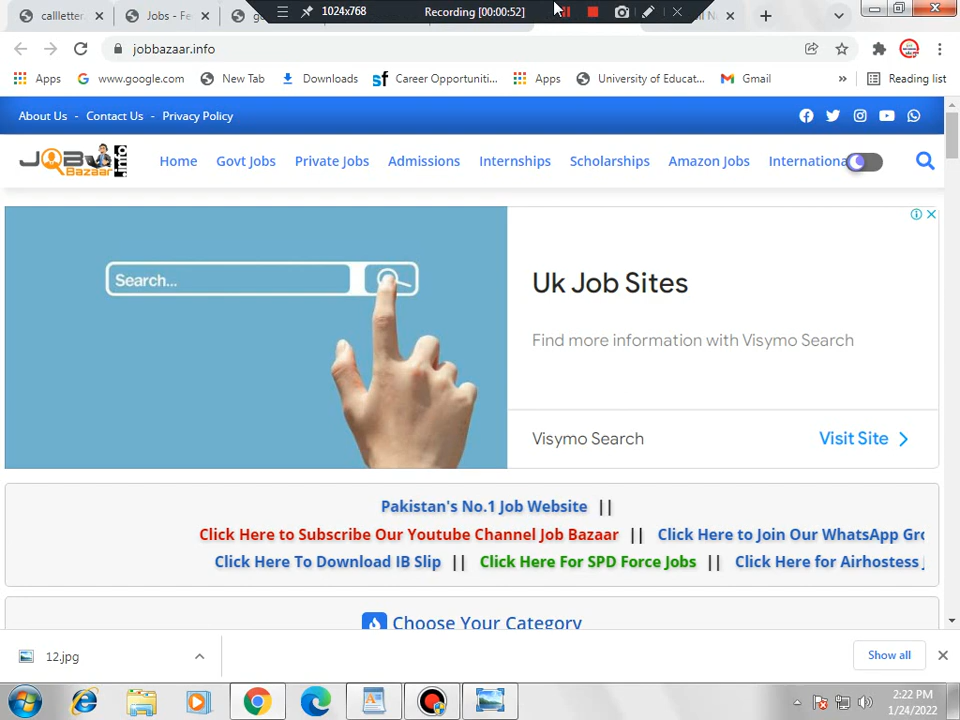 callletter
Jobs - Fe
1024x768
Recording [00:00:52]
jobbazaar.info
Apps
www.google.com
New Tab
Downloads
Career Opportuniti...
Apps
University of Educat...
Gmail
»
Reading list
About Us - Contact Us - Privacy Policy
JOB Bazaar
Home
Govt Jobs
Private Jobs
Admissions
Internships
Scholarships
Amazon Jobs
Internationa
Search...
Uk Job Sites
Find more information with Visymo Search
Visymo Search
Visit Site
Pakistan's No.1 Job Website ||
Click Here to Subscribe Our Youtube Channel Job Bazaar || Click Here to Join Our WhatsApp Gro
Click Here To Download IB Slip || Click Here For SPD Force Jobs || Click Here for Airhostess J
Choose Your Category
12.jpg
Show all
2:22 PM
1/24/2022